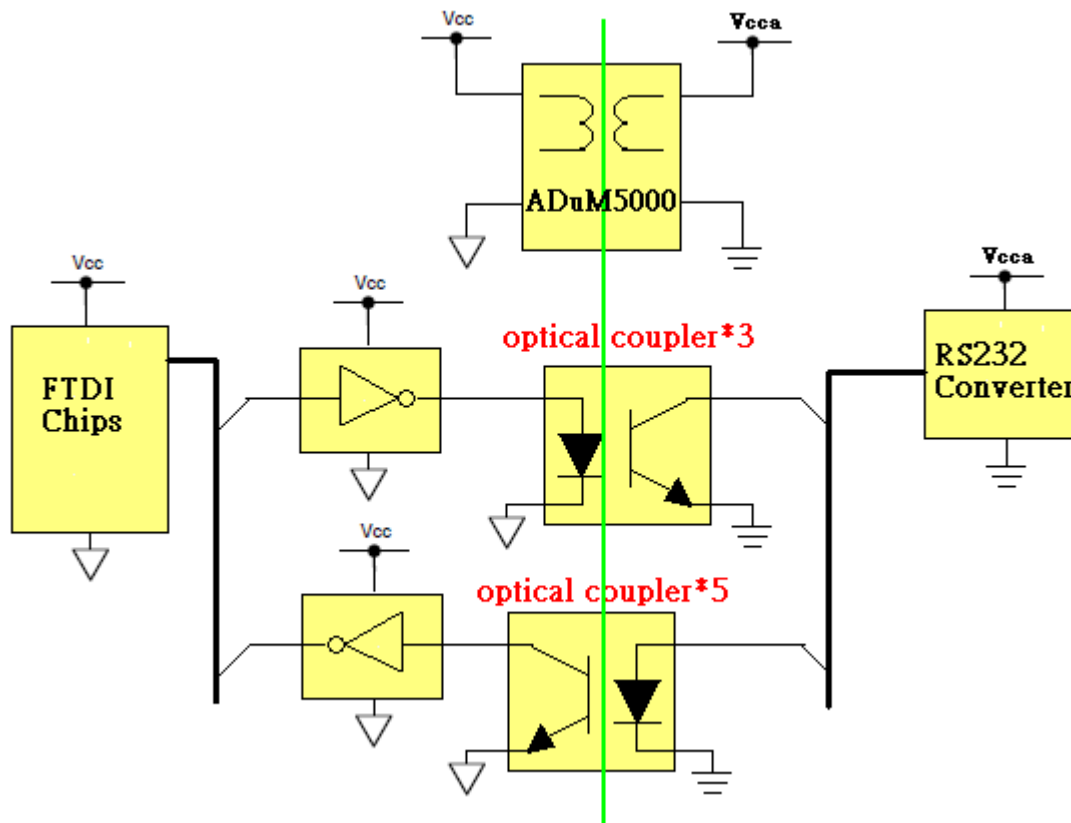 Vcc
Vcca
ADuM5000
Vcc
Vcc
Vcca
optical coupler*3
FTDI
Chips
RS232
Converter
Vcc
optical coupler*5